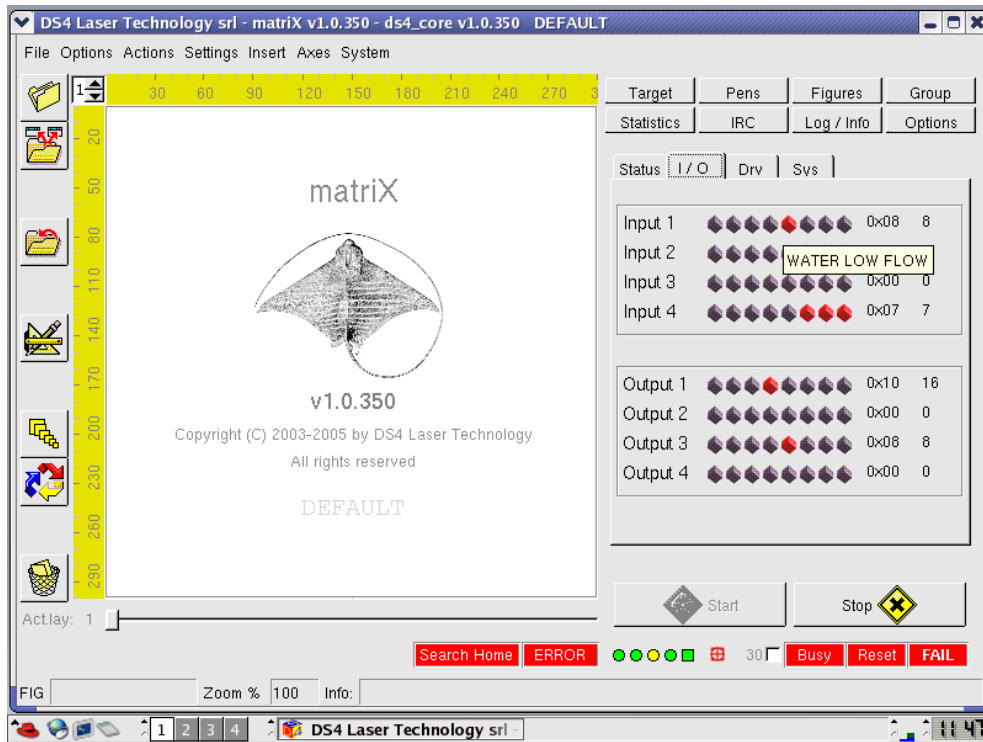 DS4 Laser Technology srl - matriX v1.0.350 - ds4_core v1.0.350 DEFAULT
File Options Actions Settings Insert Axes System
1
30 60 90 120 150 180 210 240 270 3
20
50
80
110
140
170
200
230
260
290
matriX
v1.0.350
Copyright (C) 2003-2005 by DS4 Laser Technology
All rights reserved
DEFAULT
Target Pens Figures Group
Statistics IRC Log / Info Options
Status I / O Drv Sys
Input 1 0x08 8
Input 2
WATER LOW FLOW
Input 3 0x00 0
Input 4 0x07 7
Output 1 0x10 16
Output 2 0x00 0
Output 3 0x08 8
Output 4 0x00 0
Start Stop
Act.lay: 1
Search Home ERROR 30 Busy Reset FAIL
FIG Zoom % 100 Info:
1 2 3 4 DS4 Laser Technology srl - 11 47